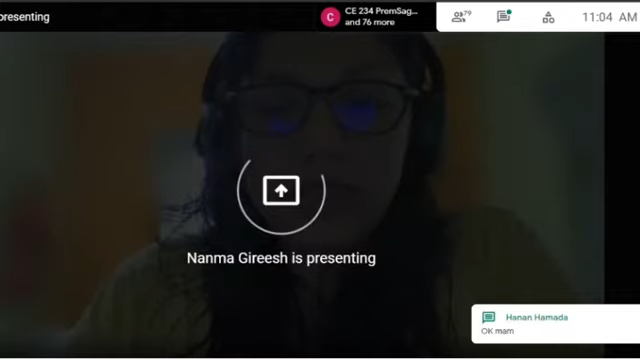 presenting
CE 234 PremSag...
and 76 more
C
79
11:04 AM
Nanma Gireesh is presenting
Hanan Hamada
OK mam